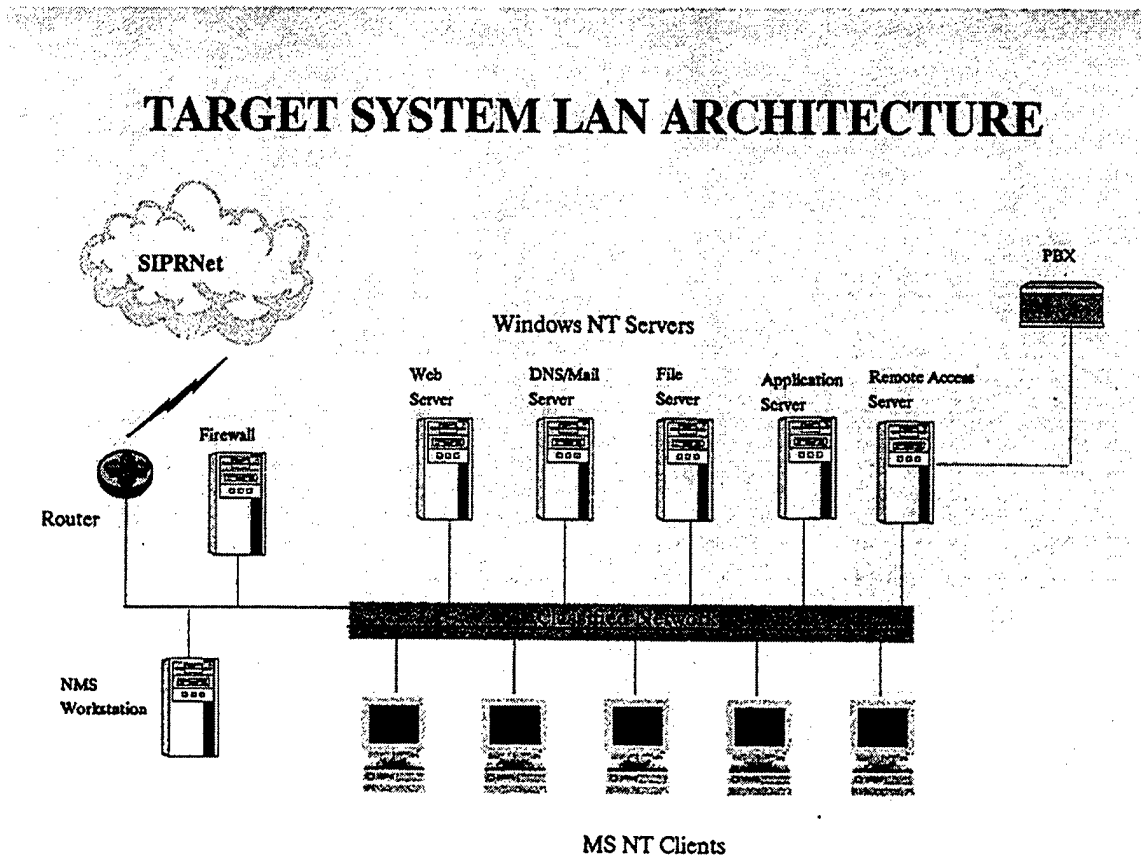 TARGET SYSTEM LAN ARCHITECTURE
SIPRNet
PBX
Windows NT Servers
Web
Server
DNS/Mail
Server
File
Server
Application
Server
Remote Access
Server
Firewall
Router
Classified Network
NMS
Workstation
MS NT Clients